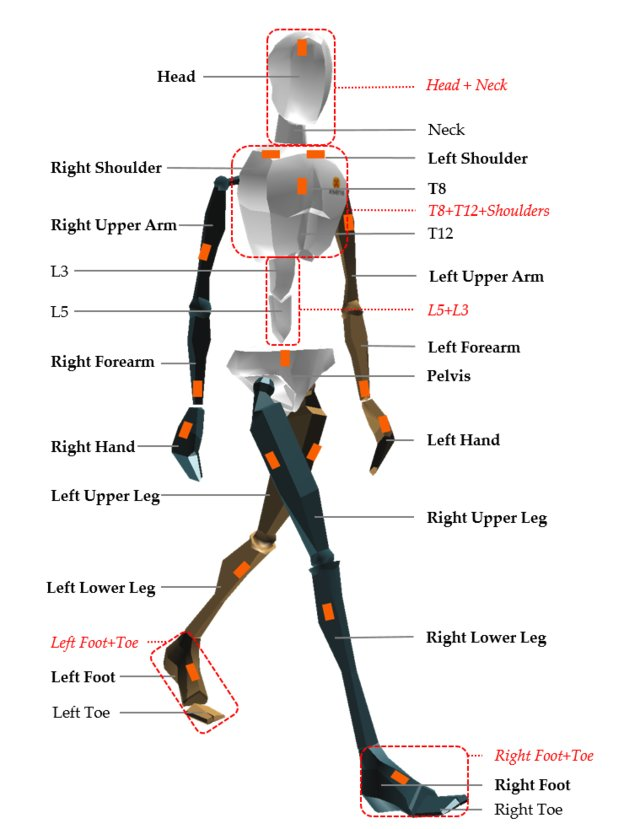 Head
Head + Neck
Neck
Right Shoulder
Left Shoulder
T8
T8+T12+Shoulders
Right Upper Arm
T12
L3
Left Upper Arm
L5
L5+L3
Right Forearm
Left Forearm
Pelvis
Right Hand
Left Hand
Left Upper Leg
Right Upper Leg
Left Lower Leg
Right Lower Leg
Left Foot+Toe
Left Foot
Left Toe
Right Foot+Toe
Right Foot
Right Toe